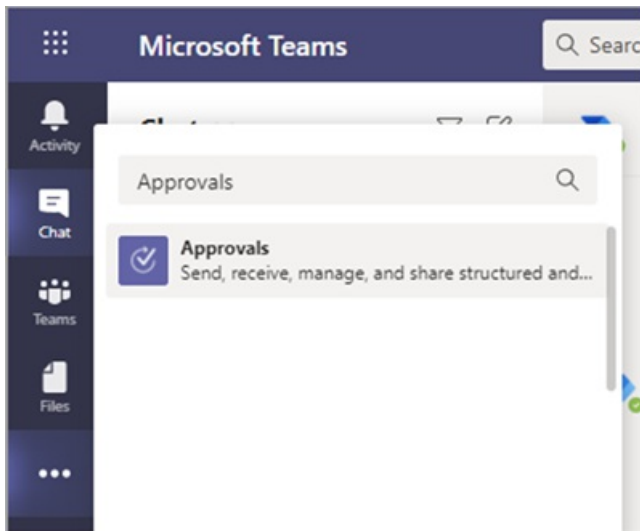 Microsoft Teams
Searc
Activity
Approvals
Chat
Approvals
Send, receive, manage, and share structured and...
Teams
Files